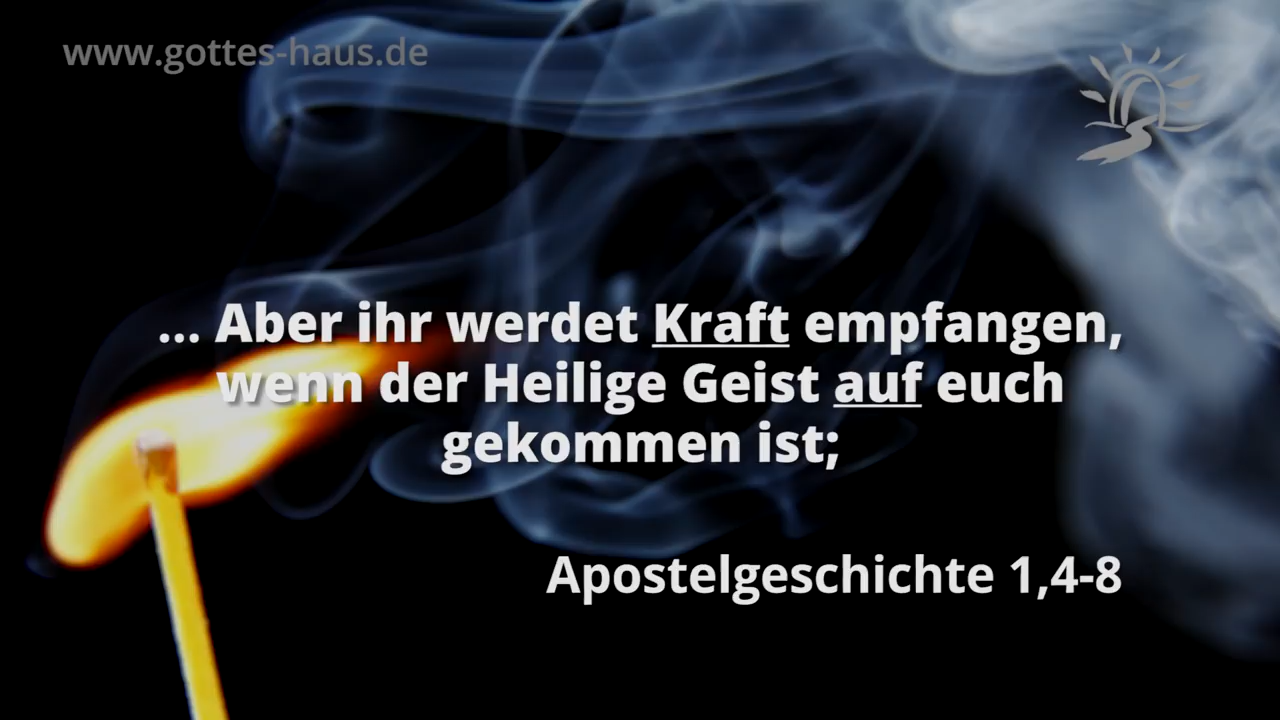 www.gottes-haus.de
... Aber ihr werdet Kraft empfangen,
wenn der Heilige Geist auf euch
gekommen ist;
Apostelgeschichte 1,4-8